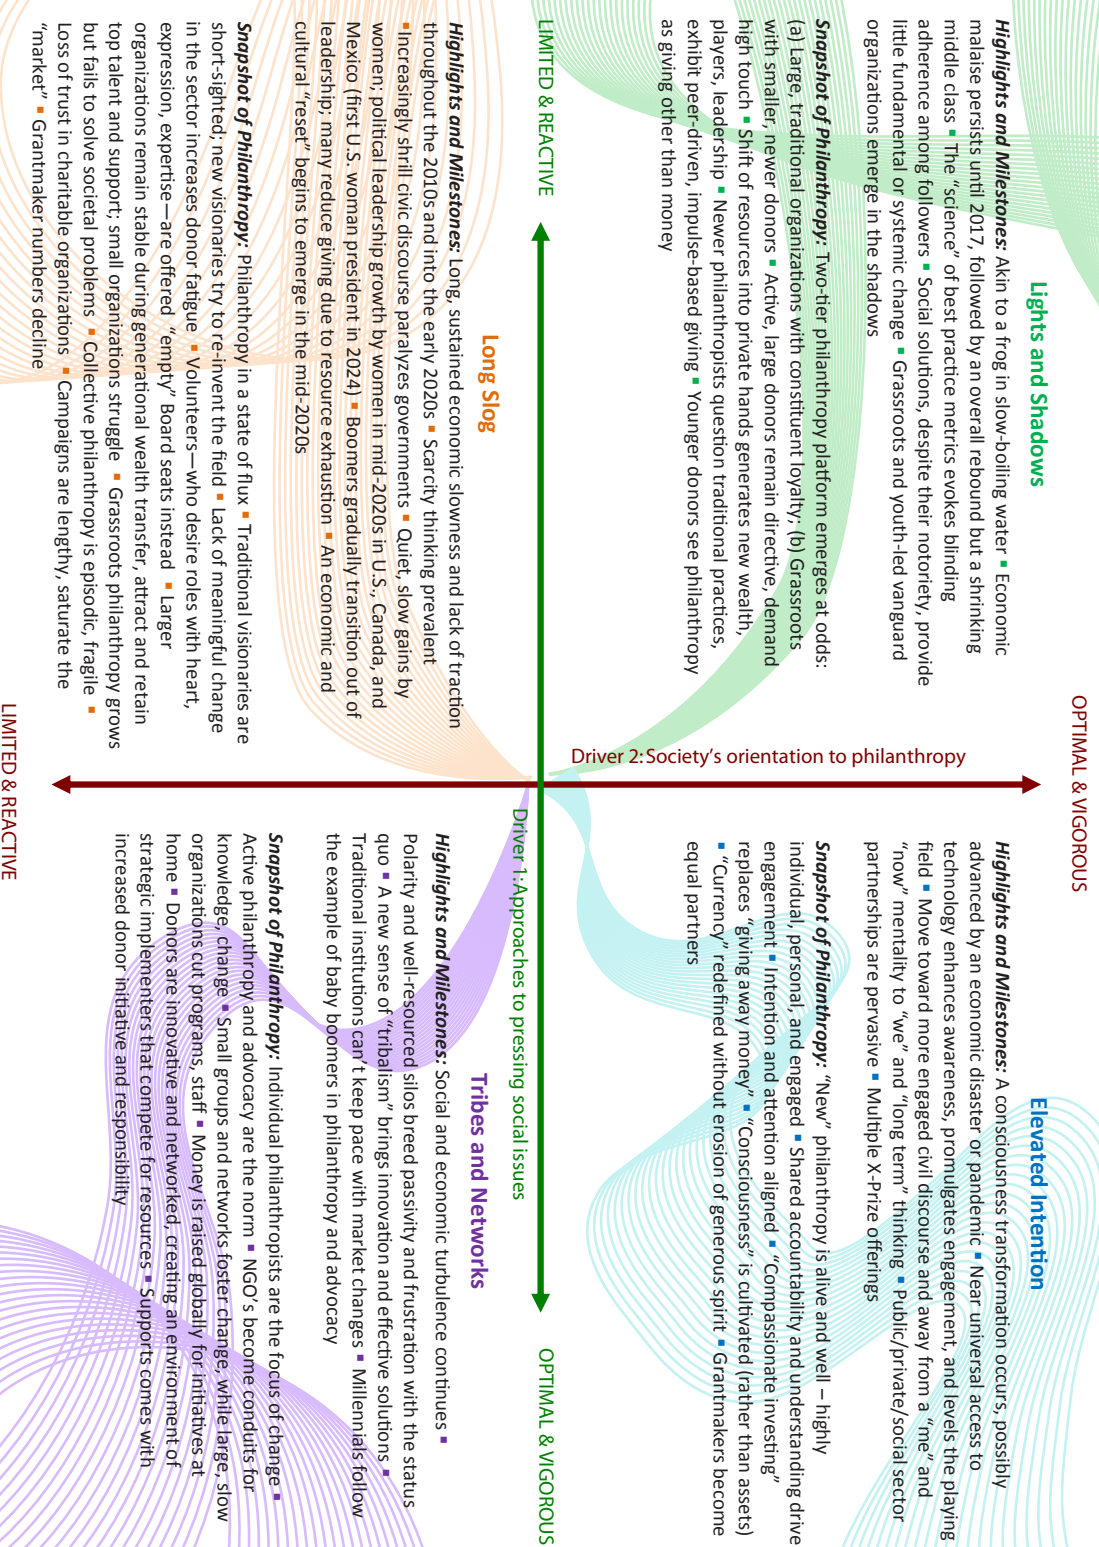 OPTIMAL & VIGOROUS
Lights and Shadows
Highlights and Milestones: Akin to a frog in slow-boiling water ▪ Economic
malaise persists until 2017, followed by an overall rebound but a shrinking
middle class ▪ The “science” of best practice metrics evokes blinding
adherence among followers ▪ Social solutions, despite their notoriety, provide
little fundamental or systemic change ▪ Grassroots and youth-led vanguard
organizations emerge in the shadows
Snapshot of Philanthropy: Two-tier philanthropy platform emerges at odds:
(a) Large, traditional organizations with constituent loyalty; (b) Grassroots
with smaller, newer donors ▪ Active, large donors remain directive, demand
high touch ▪ Shift of resources into private hands generates new wealth,
players, leadership ▪ Newer philanthropists question traditional practices,
exhibit peer-driven, impulse-based giving ▪ Younger donors see philanthropy
as giving other than money
Elevated Intention
Highlights and Milestones: A consciousness transformation occurs, possibly
advanced by an economic disaster or pandemic ▪ Near universal access to
technology enhances awareness, promulgates engagement, and levels the playing
field ▪ Move toward more engaged civil discourse and away from a “me” and
“now” mentality to “we” and “long term” thinking ▪ Public/private/social sector
partnerships are pervasive ▪ Multiple X-Prize offerings
Snapshot of Philanthropy: “New” philanthropy is alive and well – highly
individual, personal, and engaged ▪ Shared accountability and understanding drive
engagement ▪ Intention and attention aligned ▪ “Compassionate investing”
replaces “giving away money” ▪ “Consciousness” is cultivated (rather than assets)
▪ “Currency” redefined without erosion of generous spirit ▪ Grantmakers become
equal partners
Driver 2: Society’s orientation to philanthropy
LIMITED & REACTIVE
OPTIMAL & VIGOROUS
Driver 1: Approaches to pressing social issues
Long Slog
Highlights and Milestones: Long, sustained economic slowness and lack of traction
throughout the 2010s and into the early 2020s ▪ Scarcity thinking prevalent
▪Increasingly shrill civic discourse paralyzes governments ▪ Quiet, slow gains by
women; political leadership growth by women in mid-2020s in U.S., Canada, and
Mexico (first U.S. woman president in 2024) ▪ Boomers gradually transition out of
leadership; many reduce giving due to resource exhaustion ▪ An economic and
cultural “reset” begins to emerge in the mid-2020s
Snapshot of Philanthropy: Philanthropy in a state of flux ▪ Traditional visionaries are
short-sighted; new visionaries try to re-invent the field ▪ Lack of meaningful change
in the sector increases donor fatigue ▪ Volunteers—who desire roles with heart,
expression, expertise—are offered “empty” Board seats instead ▪ Larger
organizations remain stable during generational wealth transfer, attract and retain
top talent and support; small organizations struggle ▪ Grassroots philanthropy grows
but fails to solve societal problems ▪ Collective philanthropy is episodic, fragile ▪
Loss of trust in charitable organizations ▪ Campaigns are lengthy, saturate the
“market” ▪ Grantmaker numbers decline
Tribes and Networks
Highlights and Milestones: Social and economic turbulence continues ▪
Polarity and well-resourced silos breed passivity and frustration with the status
quo ▪ A new sense of “tribalism” brings innovation and effective solutions ▪
Traditional institutions can’t keep pace with market changes ▪ Millennials follow
the example of baby boomers in philanthropy and advocacy
Snapshot of Philanthropy: Individual philanthropists are the focus of change ▪
Active philanthropy and advocacy are the norm ▪ NGO’s become conduits for
knowledge, change ▪ Small groups and networks foster change, while large, slow
organizations cut programs, staff ▪ Money is raised globally for initiatives at
home ▪ Donors are innovative and networked, creating an environment of
strategic implementers that compete for resources ▪ Supports comes with
increased donor initiative and responsibility
LIMITED & REACTIVE